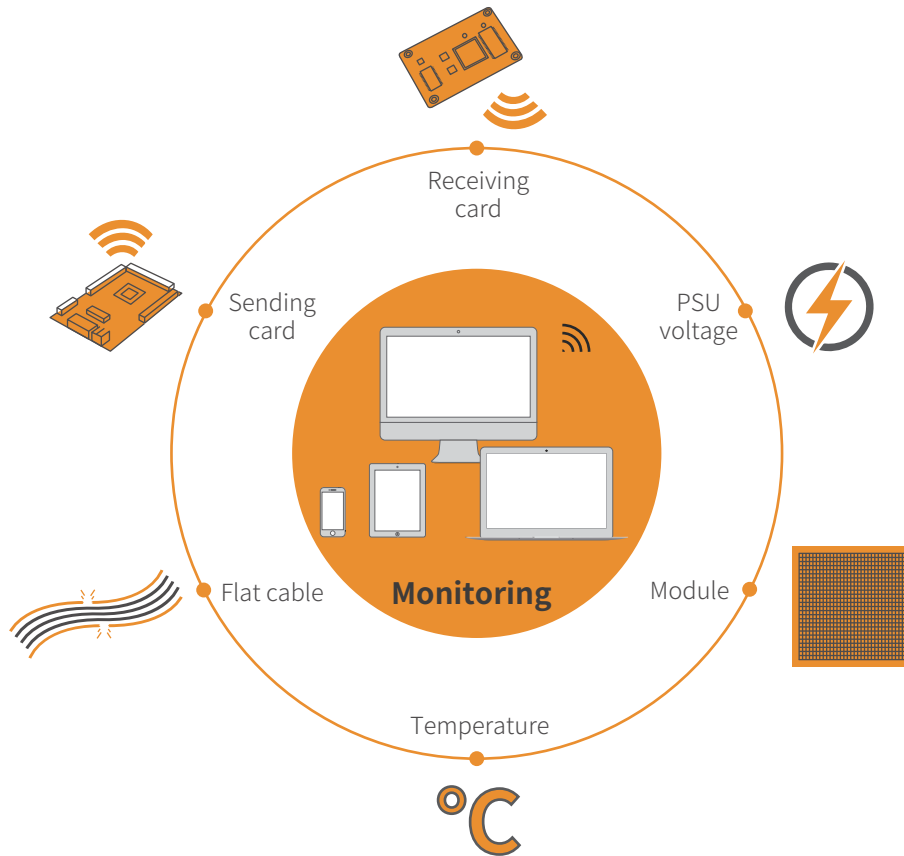 Receiving
card
Sending
card
PSU
voltage
Flat cable
Monitoring
Module
Temperature
°C